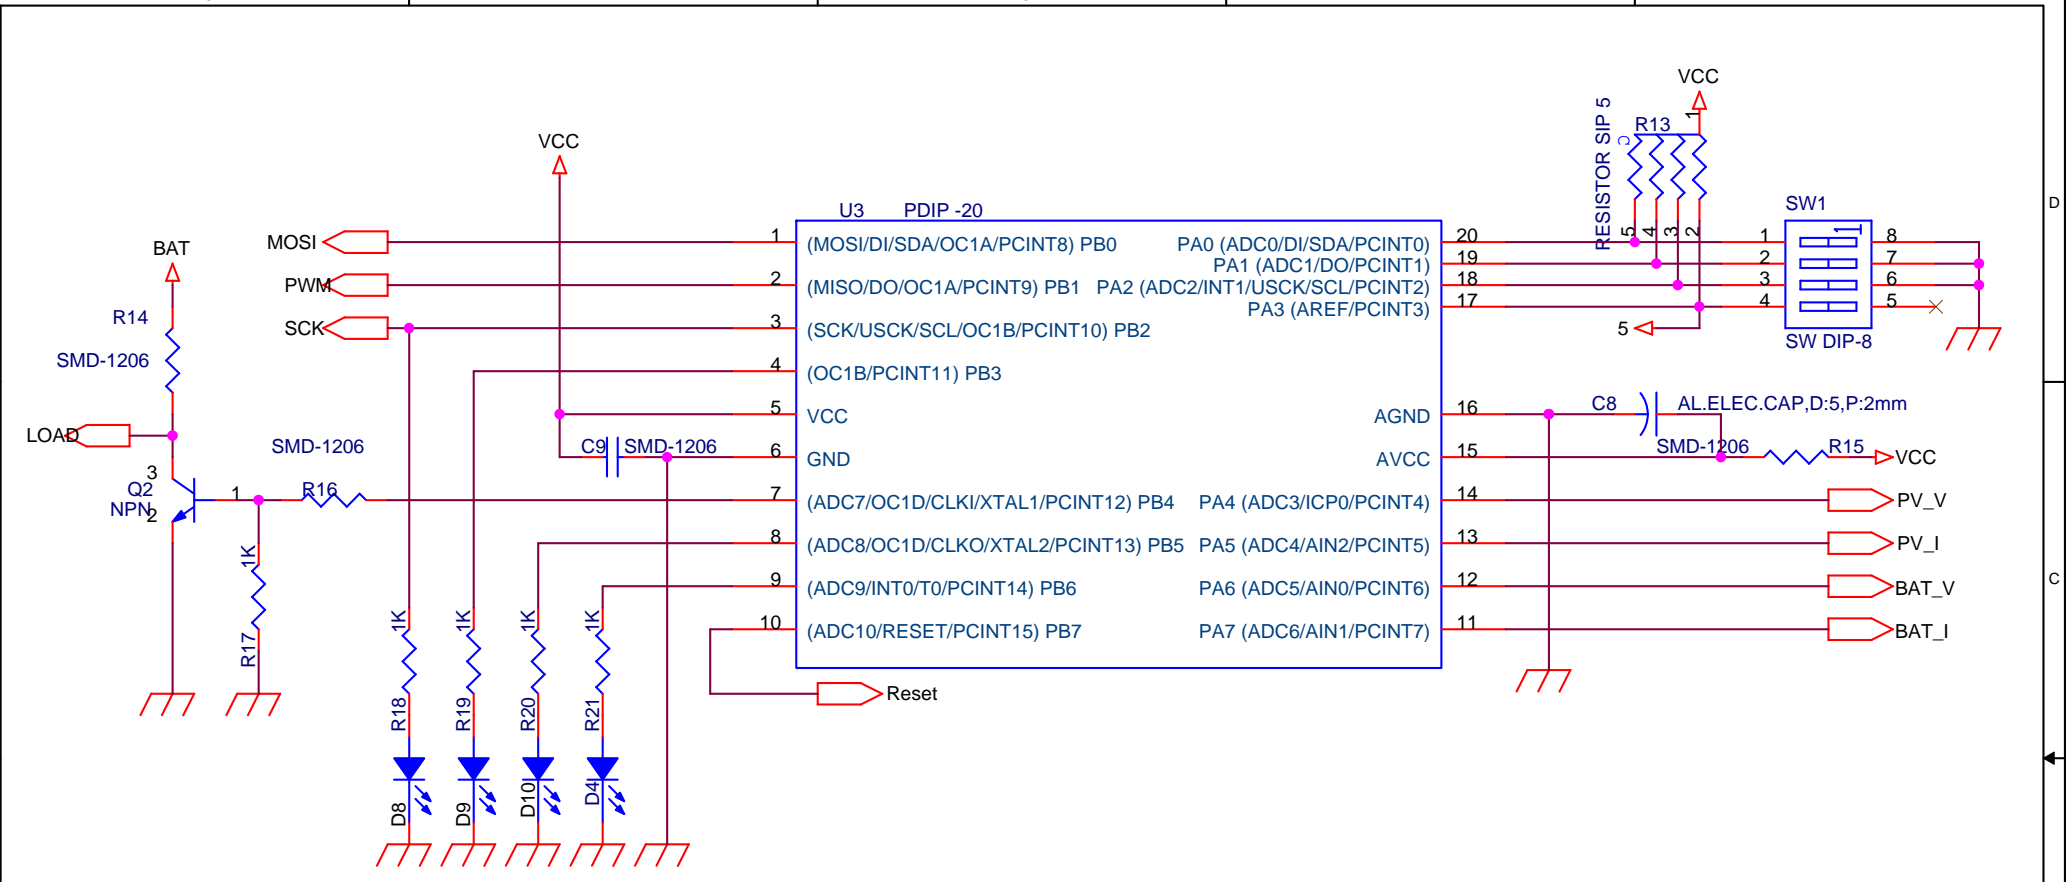 VCC
RESISTOR SIP 5
R13
C
1
5
4
3
2
VCC
U3
PDIP -20
SW1
D
BAT
MOSI
1
(MOSI/DI/SDA/OC1A/PCINT8) PB0
PA0 (ADC0/DI/SDA/PCINT0)
20
1
1
8
PA1 (ADC1/DO/PCINT1)
19
2
7
PWM
2
(MISO/DO/OC1A/PCINT9) PB1
PA2 (ADC2/INT1/USCK/SCL/PCINT2)
18
3
6
PA3 (AREF/PCINT3)
17
4
5
R14
SCK
3
(SCK/USCK/SCL/OC1B/PCINT10) PB2
5
SW DIP-8
SMD-1206
4
(OC1B/PCINT11) PB3
5
VCC
AGND
16
C8
AL.ELEC.CAP,D:5,P:2mm
LOAD
SMD-1206
C9
SMD-1206
6
GND
AVCC
15
SMD-1206
R15
VCC
3
Q2
NPN
2
1
R16
7
(ADC7/OC1D/CLKI/XTAL1/PCINT12) PB4
PA4 (ADC3/ICP0/PCINT4)
14
PV_V
1K
R17
8
(ADC8/OC1D/CLKO/XTAL2/PCINT13) PB5
PA5 (ADC4/AIN2/PCINT5)
13
PV_I
9
(ADC9/INT0/T0/PCINT14) PB6
PA6 (ADC5/AIN0/PCINT6)
12
BAT_V
C
10
(ADC10/RESET/PCINT15) PB7
PA7 (ADC6/AIN1/PCINT7)
11
BAT_I
1K
1K
1K
1K
Reset
R18
R19
R20
R21
D8
D9
D10
D4